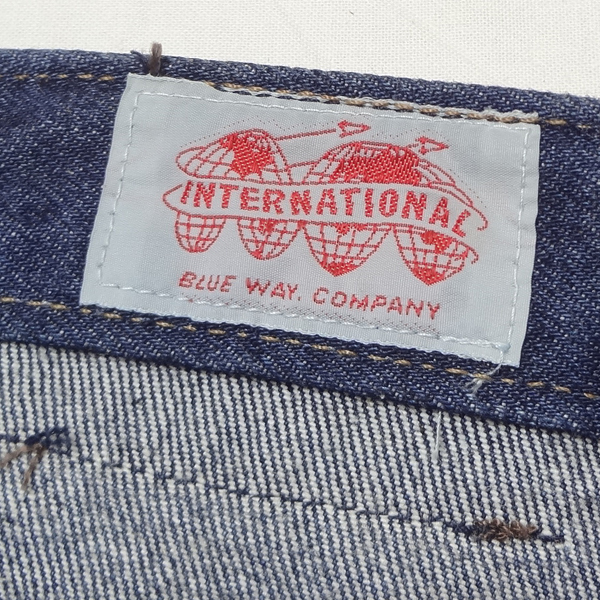 INTERNATIONAL
BLUE WAY. COMPANY